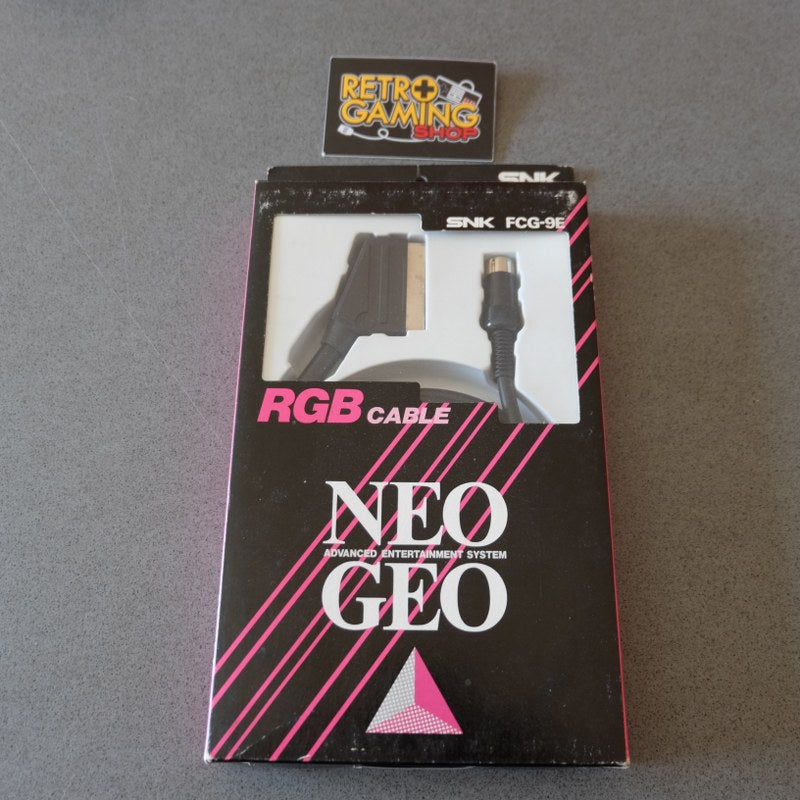 RETRO
GAMING
SHOP
SNK
SNK FCG-9E
RGB CABLE
NEO
ADVANCED ENTERTAINMENT SYSTEM
GEO